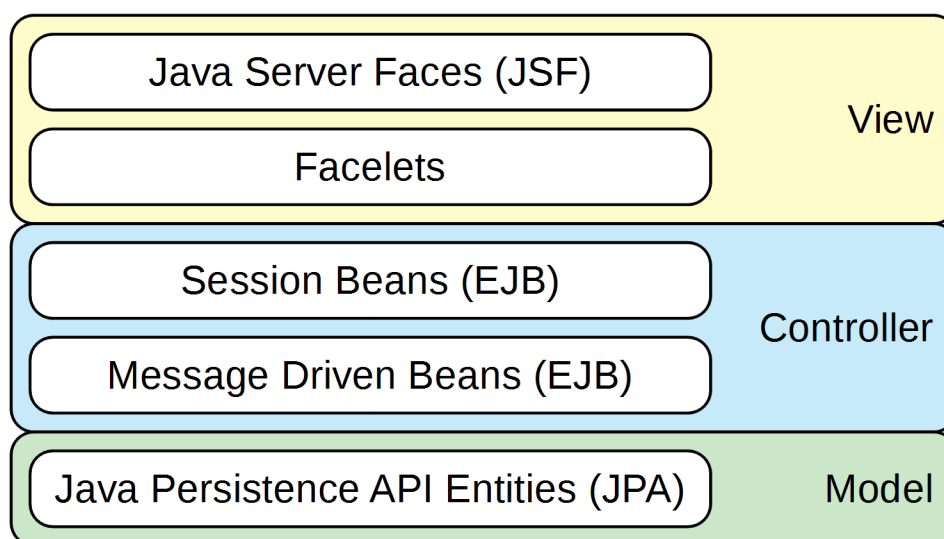 Java Server Faces (JSF)
View
Facelets
Session Beans (EJB)
Controller
Message Driven Beans (EJB)
Java Persistence API Entities (JPA)
Model